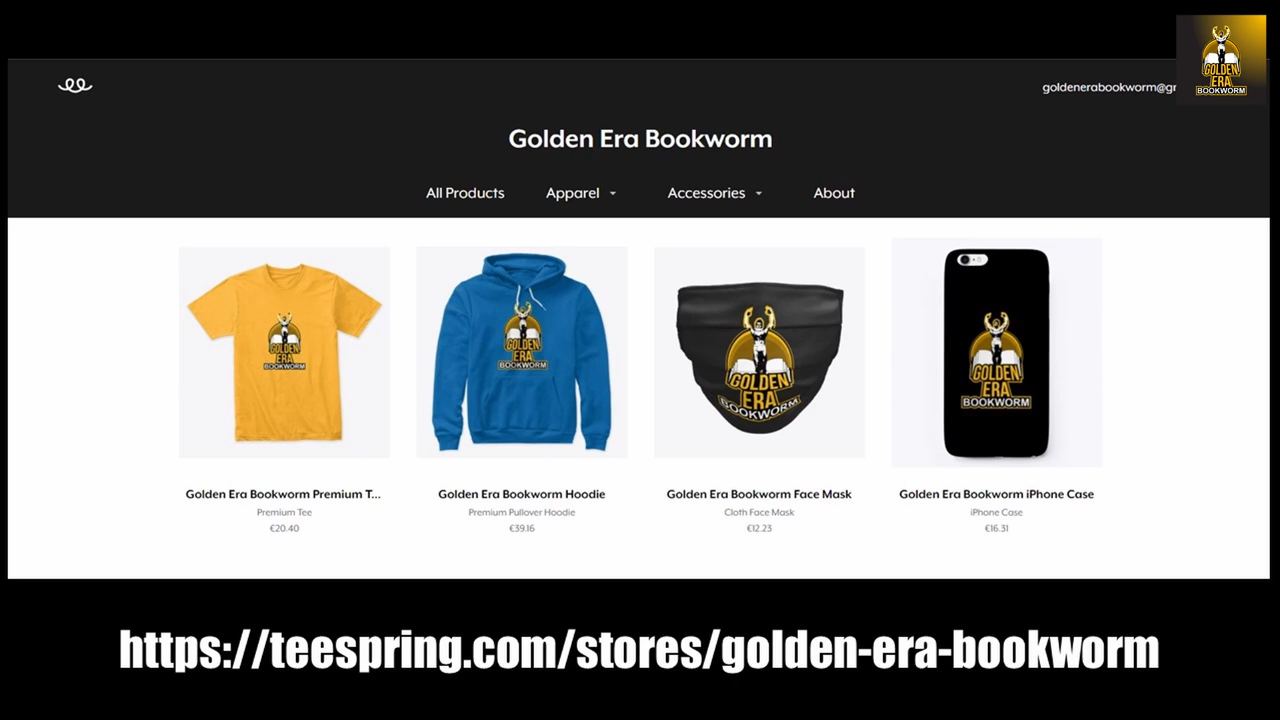 GOLDEN
ERA
BOOKWORM
goldenerabookworm@g
Golden Era Bookworm
All Products
Apparel
Accessories
About
GOLDEN
ERA
BOOKWORM
GOLDEN
ERA
BOOKWORM
GOLDEN
ERA
BOOKWORM
GOLDEN
ERA
BOOKWORM
Golden Era Bookworm Premium T...
Premium Tee
€20.40
Golden Era Bookworm Hoodie
Premium Pullover Hoodie
€39.16
Golden Era Bookworm Face Mask
Cloth Face Mask
€12.23
Golden Era Bookworm iPhone Case
iPhone Case
€16.31
https://teespring.com/stores/golden-era-bookworm